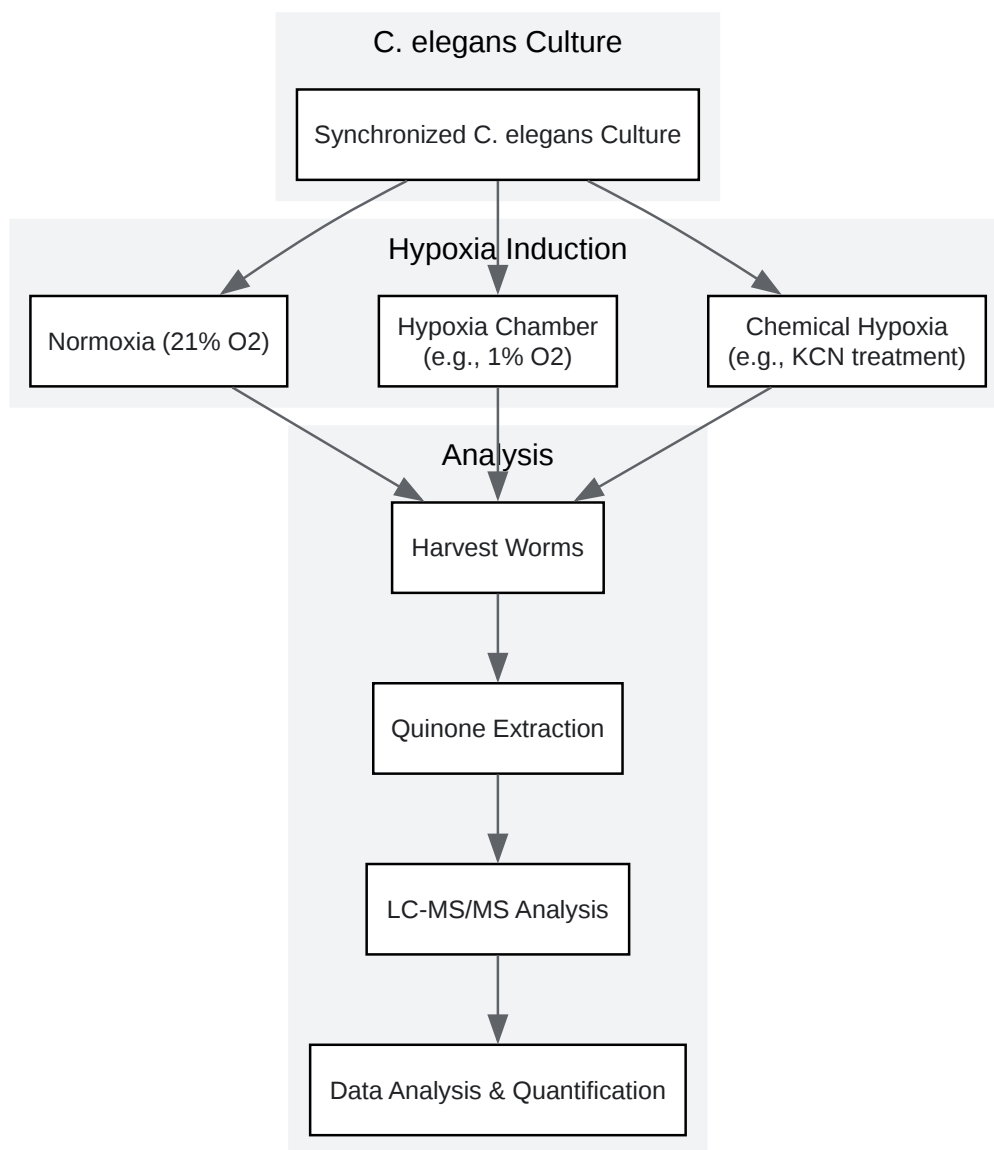 C. elegans Culture
Synchronized C. elegans Culture
Hypoxia Induction
Normoxia (21% O2)
Hypoxia Chamber
(e.g., 1% O2)
Chemical Hypoxia
(e.g., KCN treatment)
Analysis
Harvest Worms
Quinone Extraction
LC-MS/MS Analysis
Data Analysis & Quantification